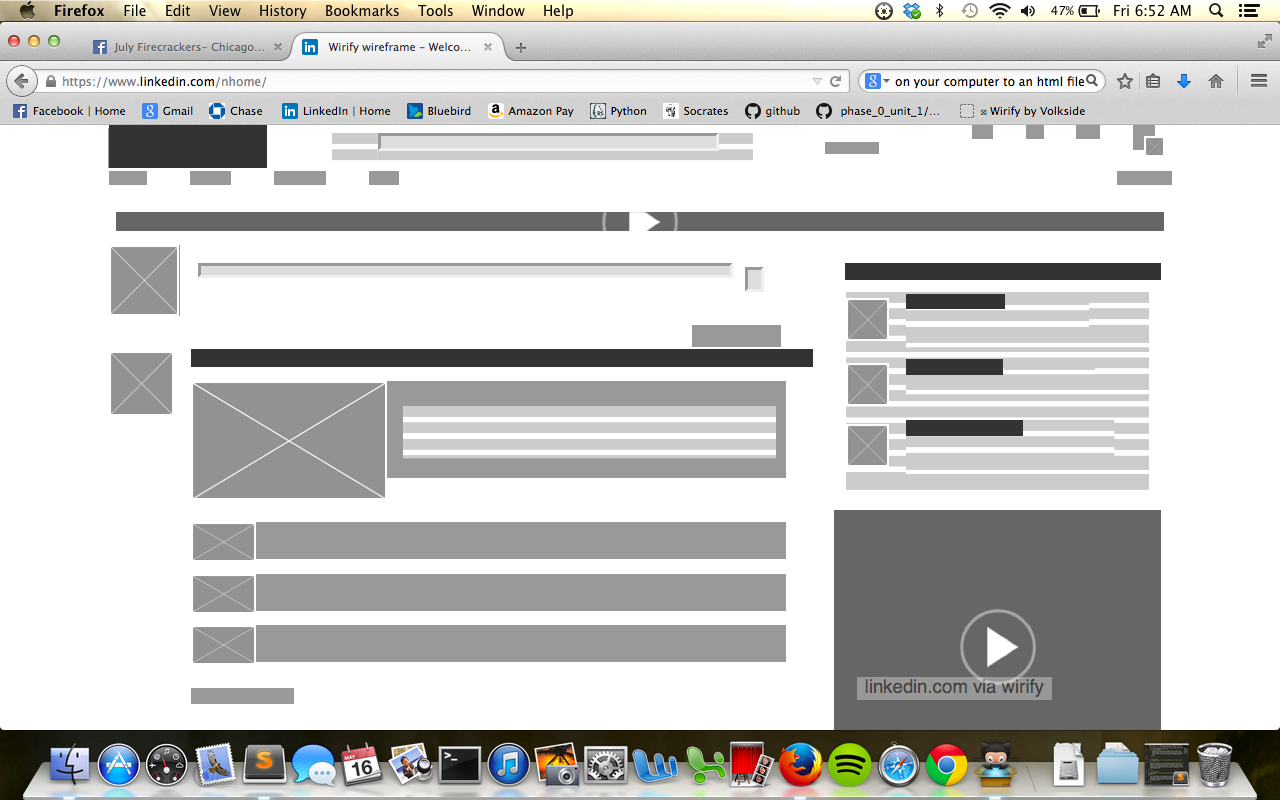 Firefox File Edit View History Bookmarks Tools Window Help 47% Fri 6:52 AM
July Firecrackers- Chicago... Wirify wireframe – Welco...
https://www.linkedin.com/nhome/ on your computer to an html file
Facebook | Home Gmail Chase LinkedIn | Home Bluebird Amazon Pay Python Socrates github phase_0_unit_1/... Wirify by Volkside
linkedin.com via wirify
MAY
16